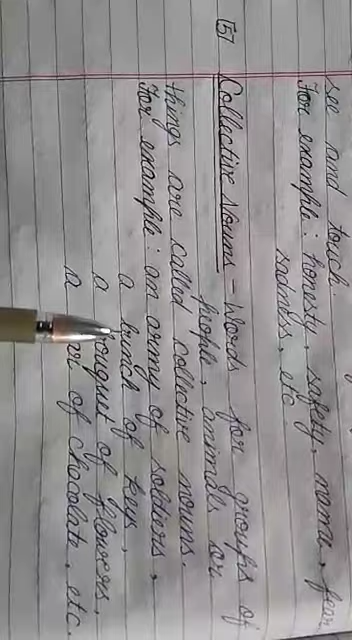 see and touch.
For example: honesty, safety, name, fear
sadness, etc.
5 Collective Nouns - Words for groups of
people, animals or
things are called collective nouns.
For example: an army of soldiers,
a bunch of keys,
a bouquet of flowers,
a of chocolate, etc.